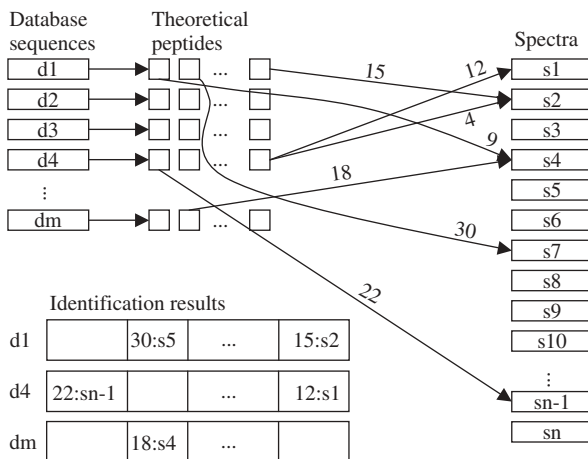 Database sequences
Theoretical peptides
Spectra
d1
d2
d3
d4
⋮
dm
...
...
...
...
...
15
12
4
9
18
30
22
s1
s2
s3
s4
s5
s6
s7
s8
s9
s10
⋮
sn-1
sn
Identification results
d1 30:s5 ... 15:s2
d4 22:sn-1 ... 12:s1
dm 18:s4 ...